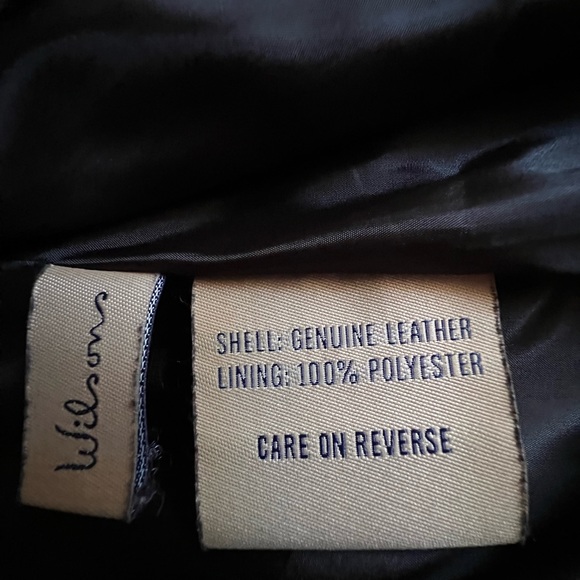 Wilsons
SHELL: GENUINE LEATHER
LINING: 100% POLYESTER
CARE ON REVERSE